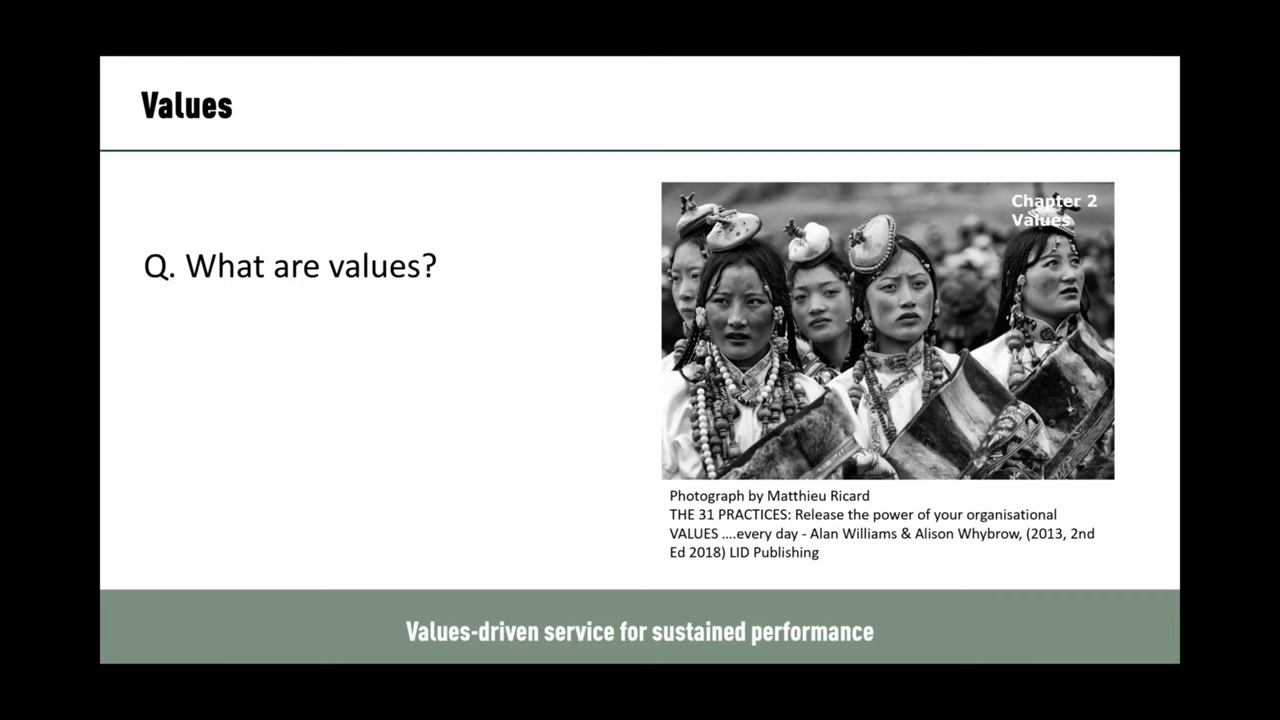 Values
Q. What are values?
Chapter 2
Values
Photograph by Matthieu Ricard
THE 31 PRACTICES: Release the power of your organisational
VALUES ....every day - Alan Williams & Alison Whybrow, (2013, 2nd
Ed 2018) LID Publishing
Values-driven service for sustained performance